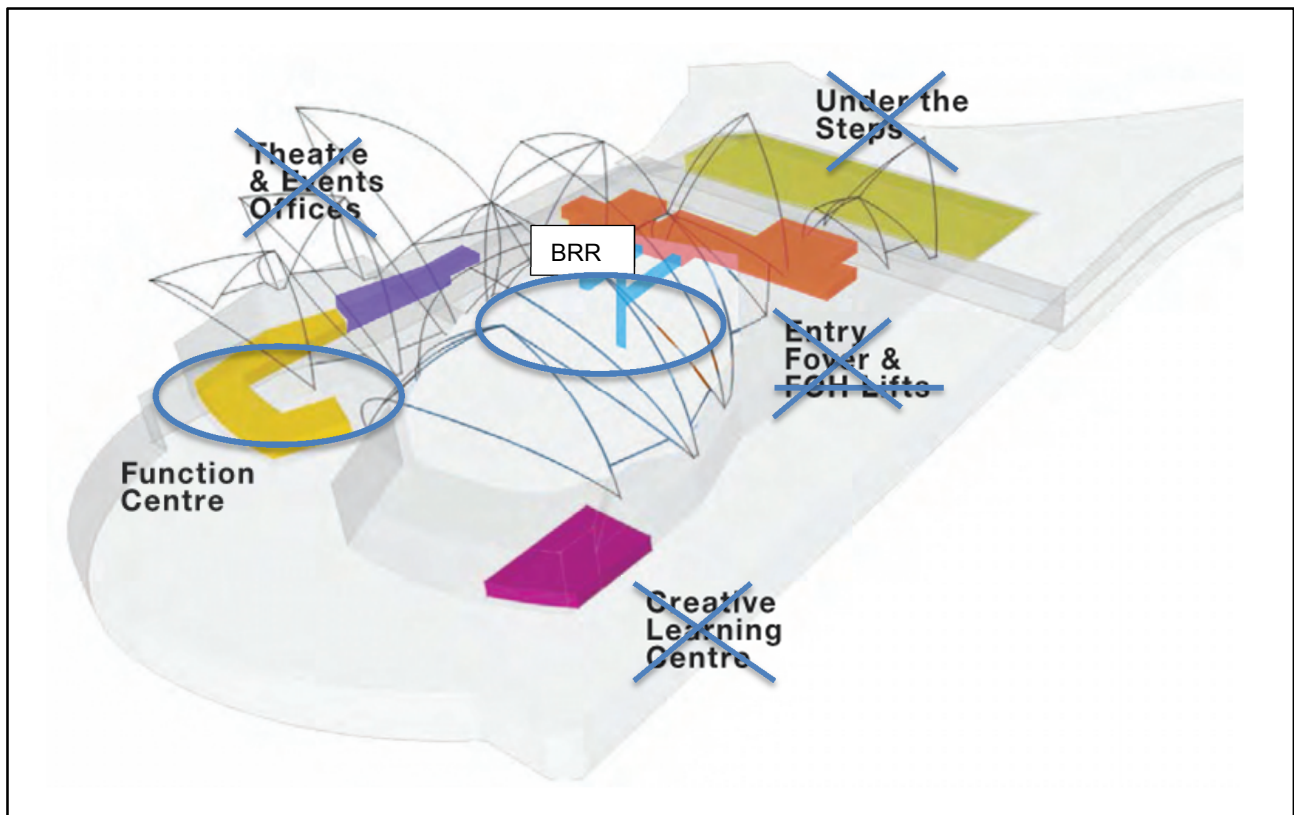 Under the
Steps
Theatre
& Events
Offices
BRR
Entry
Foyer &
FOH Lifts
Function
Centre
Creative
Learning
Centre